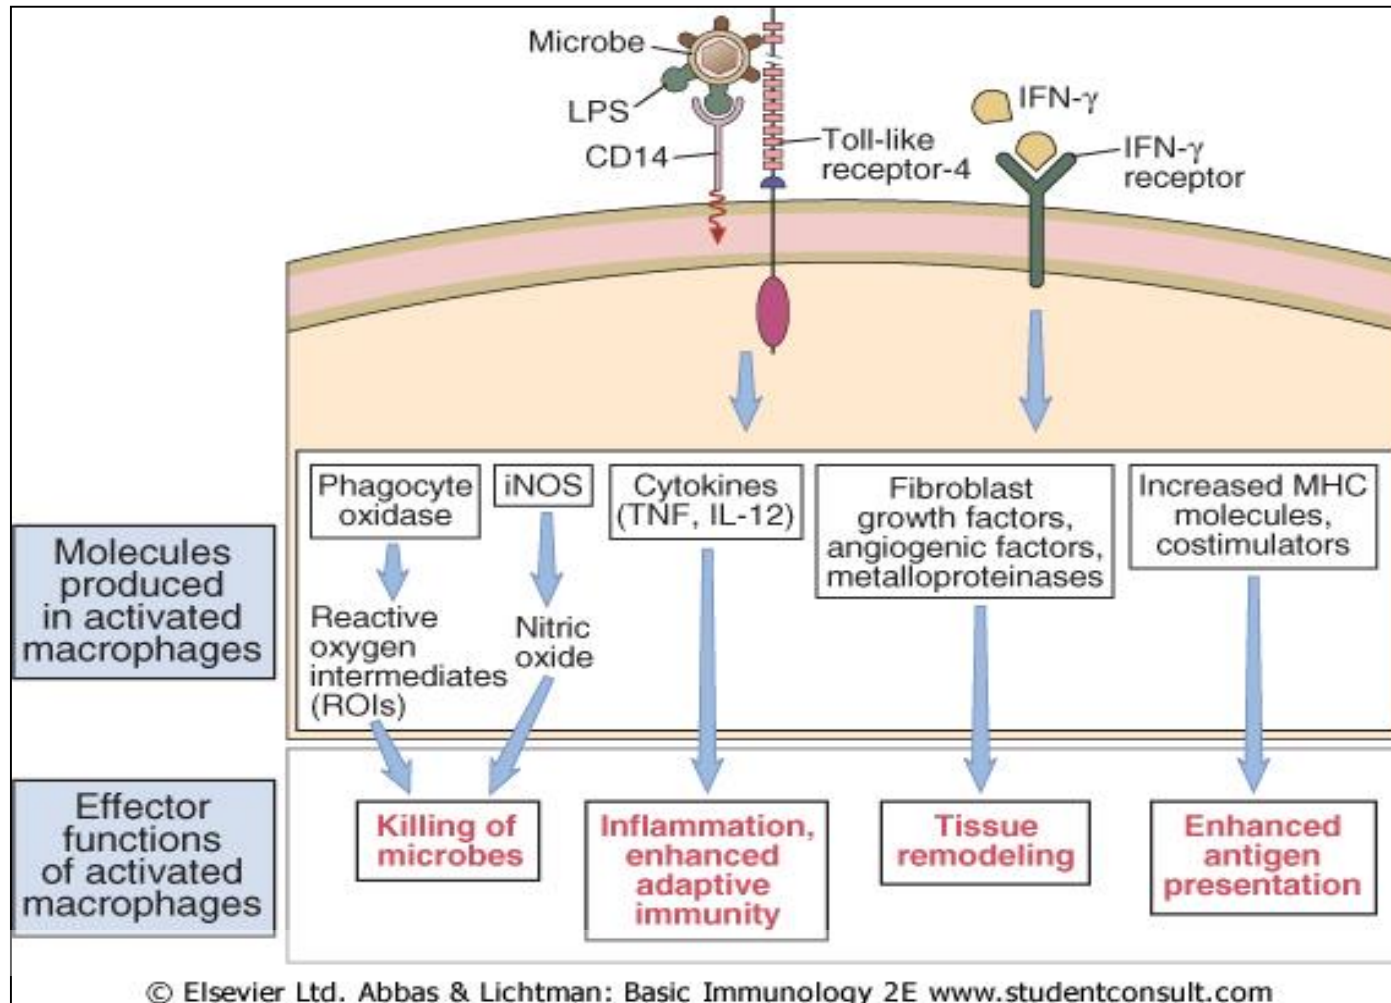 Microbe
LPS
CD14
Toll-like
receptor-4
IFN-γ
IFN-γ
receptor
Molecules
produced
in activated
macrophages
Phagocyte
oxidase
iNOS
Cytokines
(TNF, IL-12)
Fibroblast
growth factors,
angiogenic factors,
metalloproteinases
Increased MHC
molecules,
costimulators
Reactive
oxygen
intermediates
(ROIs)
Nitric
oxide
Effector
functions
of activated
macrophages
Killing of
microbes
Inflammation,
enhanced
adaptive
immunity
Tissue
remodeling
Enhanced
antigen
presentation
© Elsevier Ltd. Abbas & Lichtman: Basic Immunology 2E www.studentconsult.com